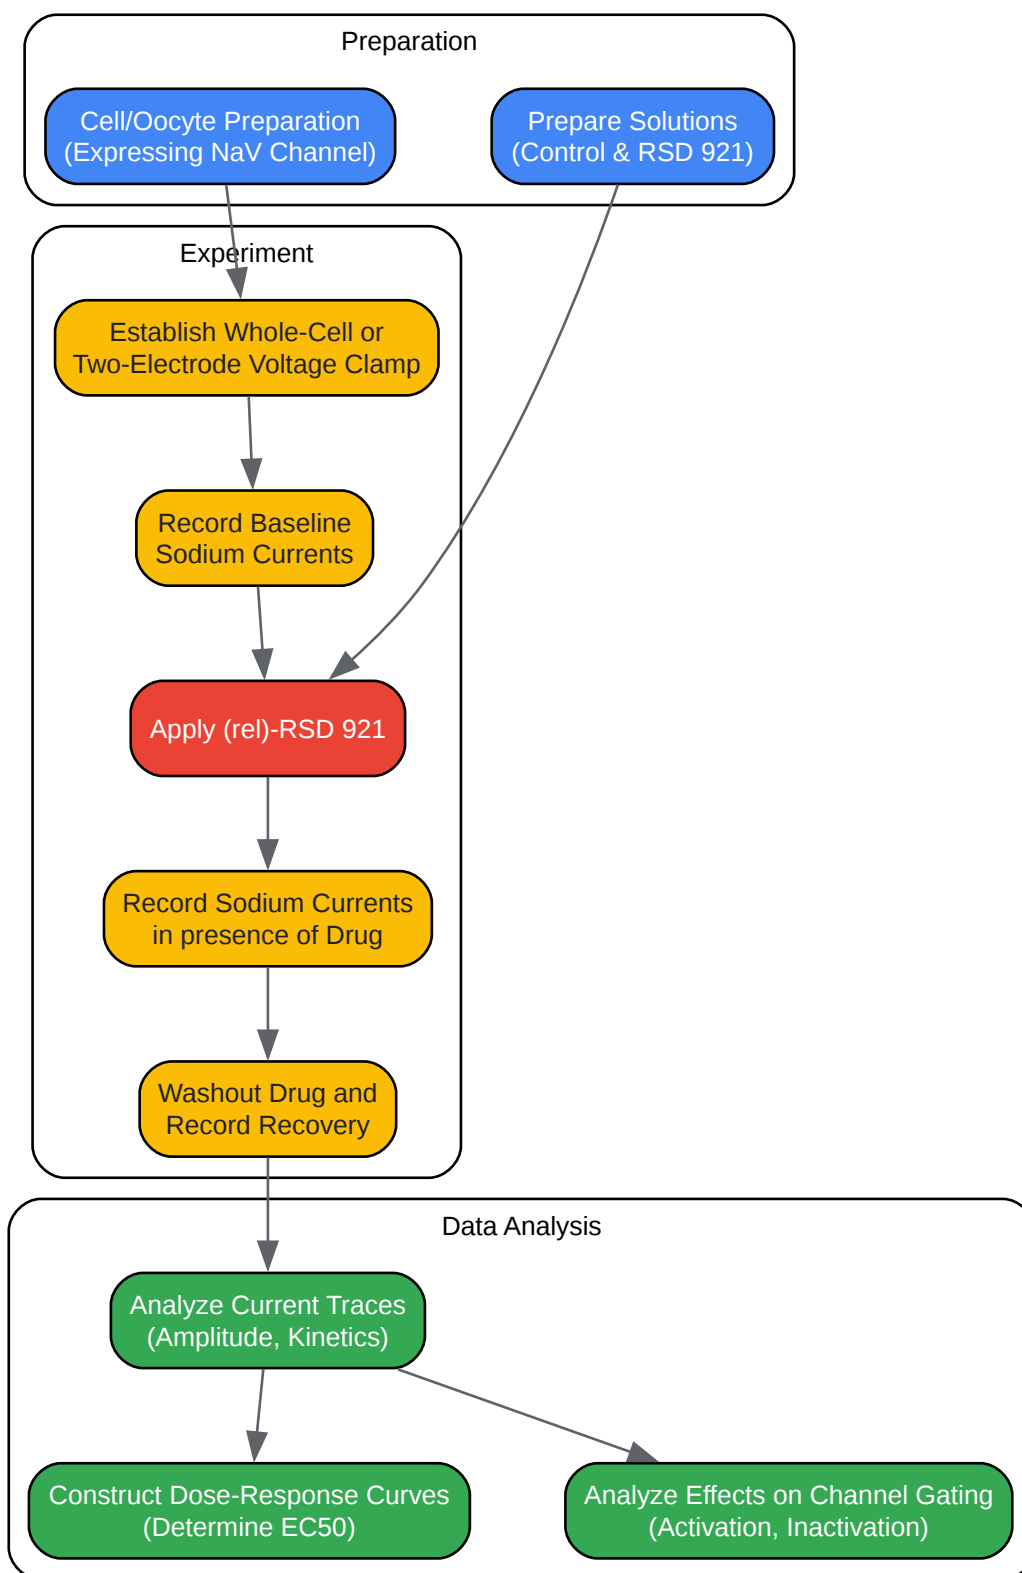 Preparation
Cell/Oocyte Preparation
(Expressing NaV Channel)
Prepare Solutions
(Control & RSD 921)
Experiment
Establish Whole-Cell or
Two-Electrode Voltage Clamp
Record Baseline
Sodium Currents
Apply (rel)-RSD 921
Record Sodium Currents
in presence of Drug
Washout Drug and
Record Recovery
Data Analysis
Analyze Current Traces
(Amplitude, Kinetics)
Construct Dose-Response Curves
(Determine EC50)
Analyze Effects on Channel Gating
(Activation, Inactivation)